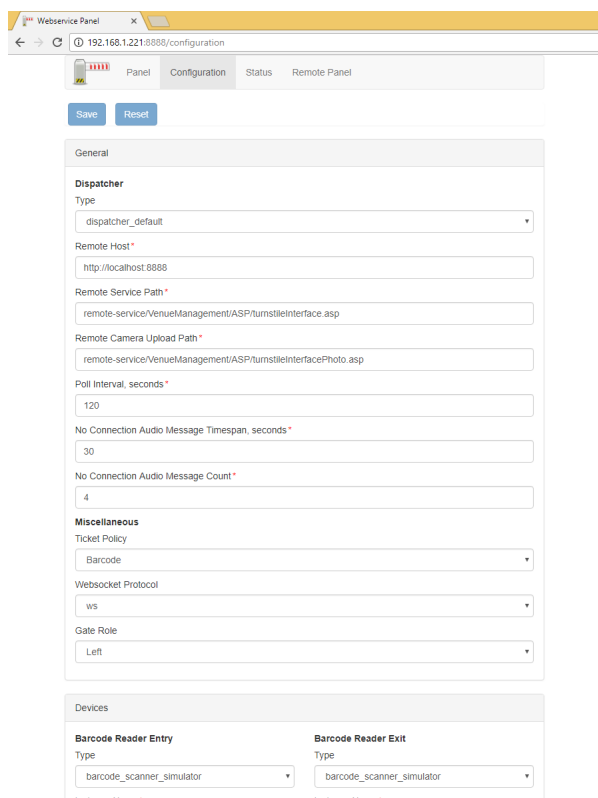 Webservice Panel
192.168.1.221:8888/configuration
Panel Configuration Status Remote Panel
Save Reset
General
Dispatcher
Type
dispatcher_default
Remote Host*
http://localhost:8888
Remote Service Path*
remote-service/VenueManagement/ASP/turnstileInterface.asp
Remote Camera Upload Path*
remote-service/VenueManagement/ASP/turnstileInterfacePhoto.asp
Poll Interval, seconds*
120
No Connection Audio Message Timespan, seconds*
30
No Connection Audio Message Count*
4
Miscellaneous
Ticket Policy
Barcode
Websocket Protocol
ws
Gate Role
Left
Devices
Barcode Reader Entry Barcode Reader Exit
Type Type
barcode_scanner_simulator barcode_scanner_simulator